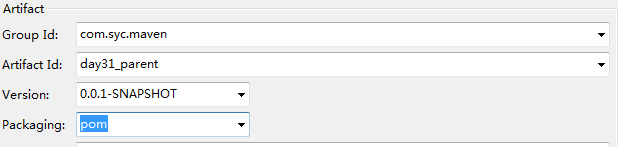 Artifact
Group Id: com.syc.maven
Artifact Id: day31_parent
Version: 0.0.1-SNAPSHOT
Packaging: pom